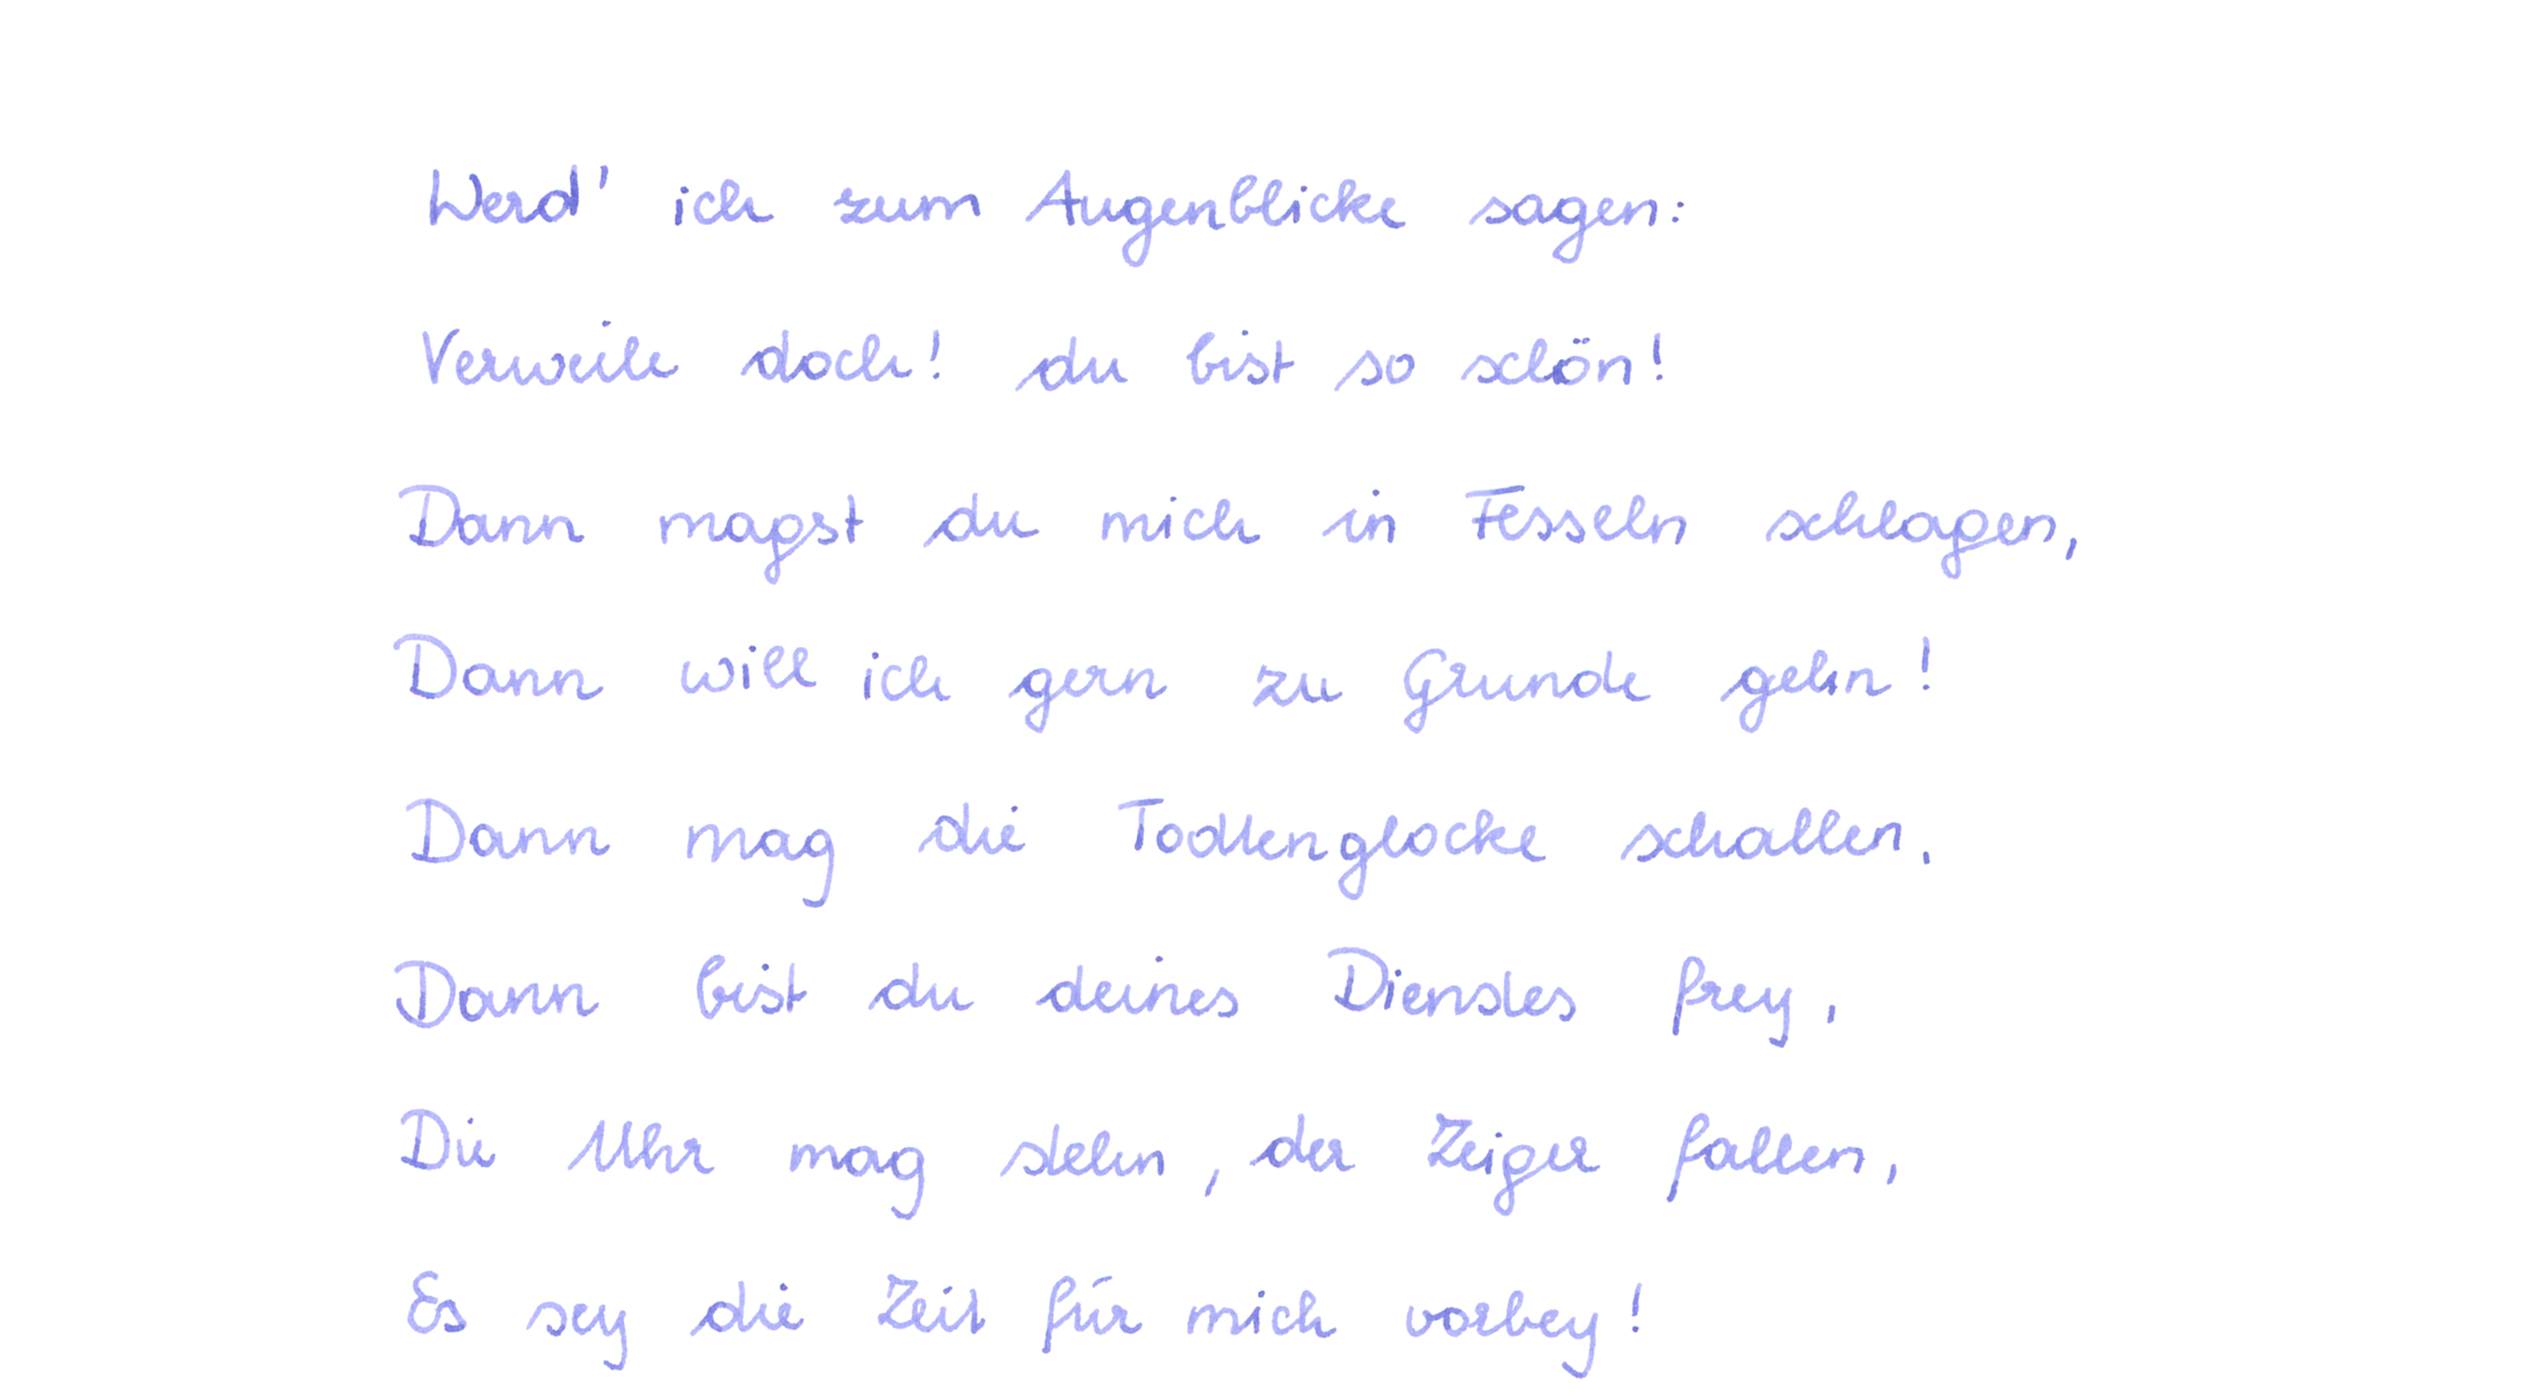 Werd' ich zum Augenblicke sagen:
Verweile doch! du bist so schön!
Dann magst du mich in Fesseln schlagen,
Dann will ich gern zu Grunde gehn!
Dann mag die Todtenglocke schallen,
Dann bist du deines Dienstes frey,
Die Uhr mag stehn, der Zeiger fallen,
Es sey die Zeit für mich vorbey!